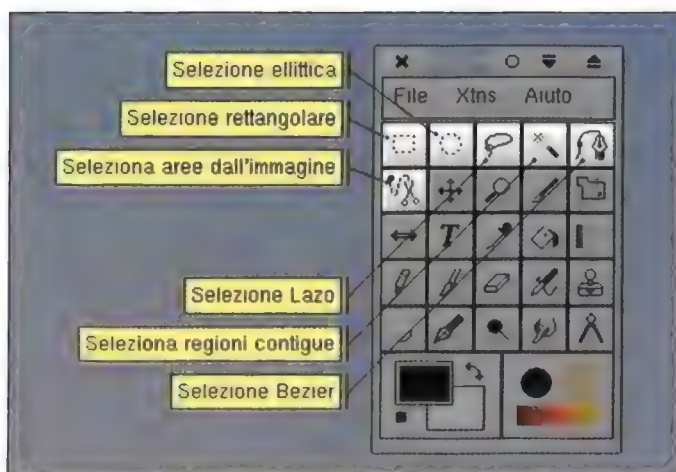 Selezione ellittica
Selezione rettangolare
Seleziona aree dall'immagine
File Xtns Aiuto
T
Selezione Lazo
Seleziona regioni contigue
Selezione Bezier